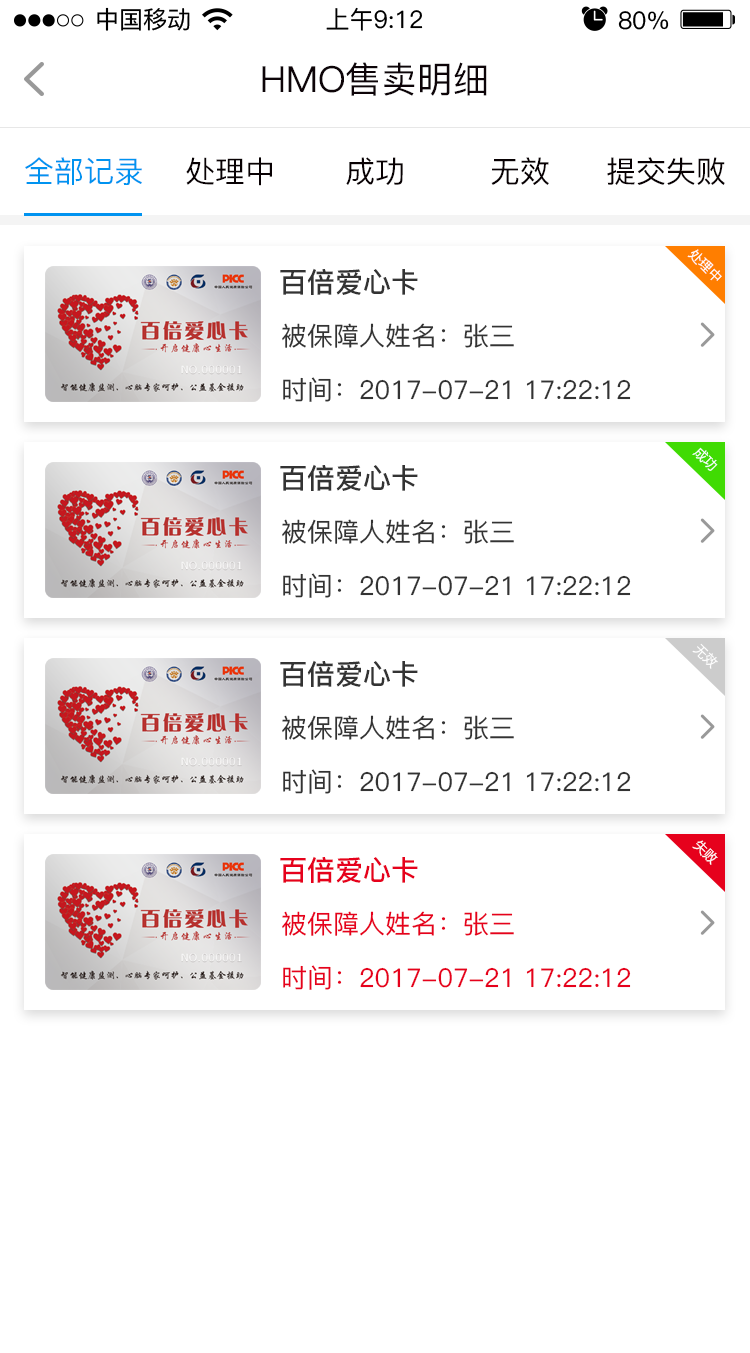 中国移动 上午9:12 80%
HMO售卖明细
全部记录 处理中 成功 无效 提交失败
处理中
PICC
百倍爱心卡
开启健康心生活
NO.000001
智能健康监测、心脑专家呵护、公益基金援助
百倍爱心卡
被保障人姓名：张三
时间：2017-07-21 17:22:12
成功
PICC
百倍爱心卡
开启健康心生活
NO.000001
智能健康监测、心脑专家呵护、公益基金援助
百倍爱心卡
被保障人姓名：张三
时间：2017-07-21 17:22:12
无效
PICC
百倍爱心卡
开启健康心生活
NO.000001
智能健康监测、心脑专家呵护、公益基金援助
百倍爱心卡
被保障人姓名：张三
时间：2017-07-21 17:22:12
失败
PICC
百倍爱心卡
开启健康心生活
NO.000001
智能健康监测、心脑专家呵护、公益基金援助
百倍爱心卡
被保障人姓名：张三
时间：2017-07-21 17:22:12